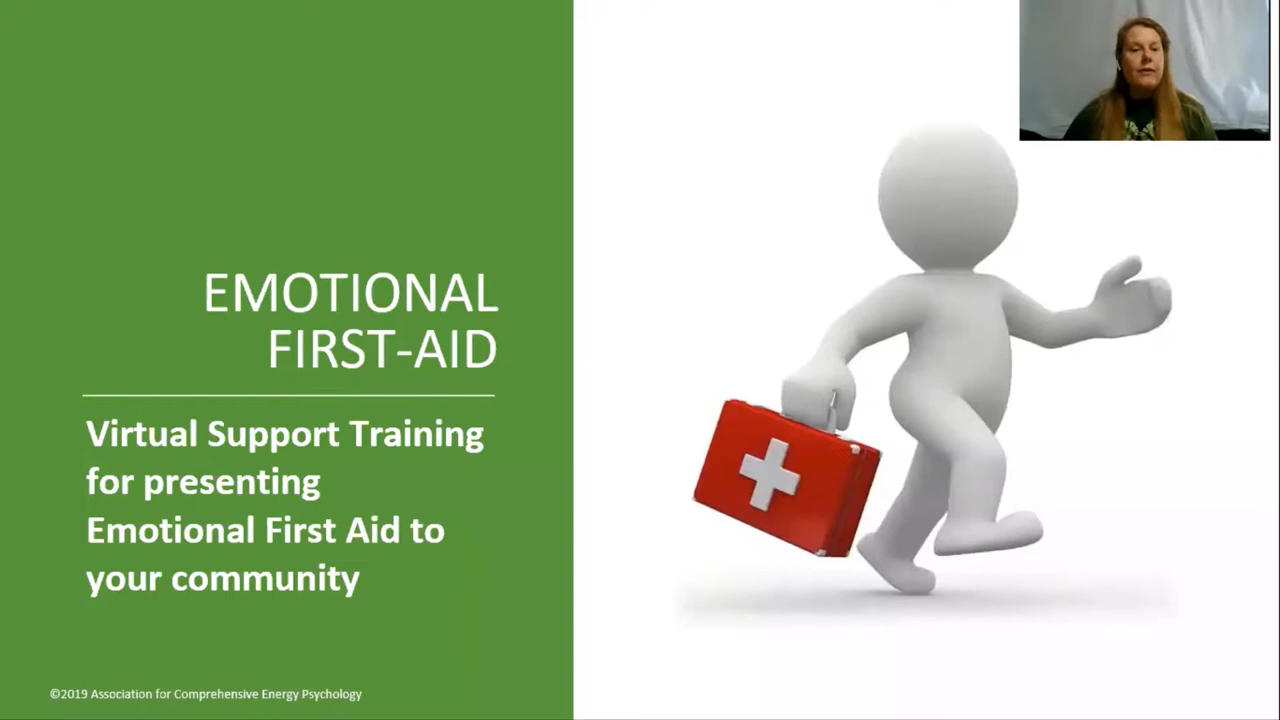 EMOTIONAL
FIRST-AID
Virtual Support Training
for presenting
Emotional First Aid to
your community
©2019 Association for Comprehensive Energy Psychology